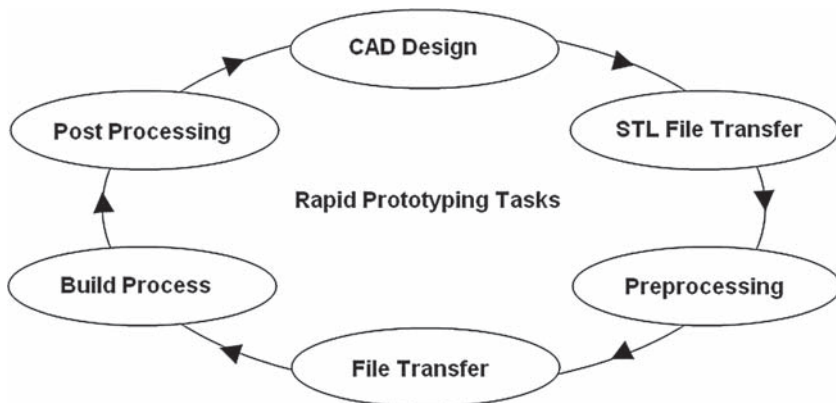 CAD Design
Post Processing
STL File Transfer
Rapid Prototyping Tasks
Build Process
Preprocessing
File Transfer